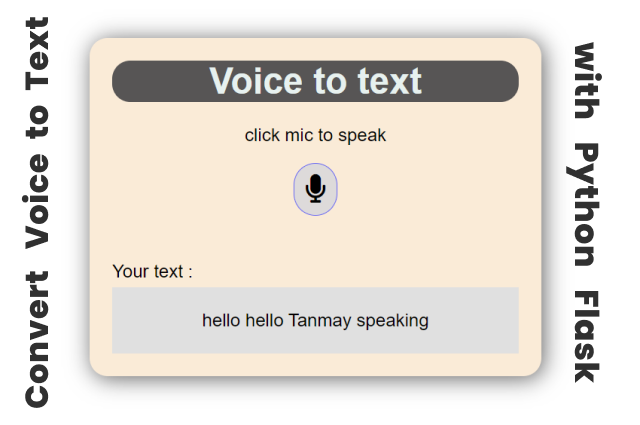 Convert Voice to Text
Voice to text
click mic to speak
Your text :
hello hello Tanmay speaking
with Python Flask